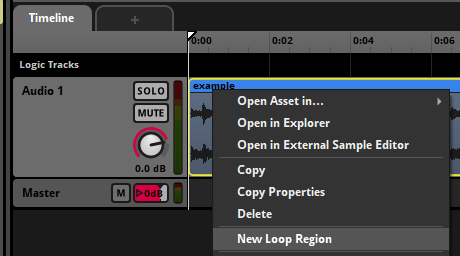 Timeline
+
0:00 0:02 0:04 0:06
Logic Tracks
Audio 1 SOLO
MUTE
0.0 dB
example
Open Asset in...
Open in Explorer
Open in External Sample Editor
Copy
Copy Properties
Delete
New Loop Region
Master M 0dB